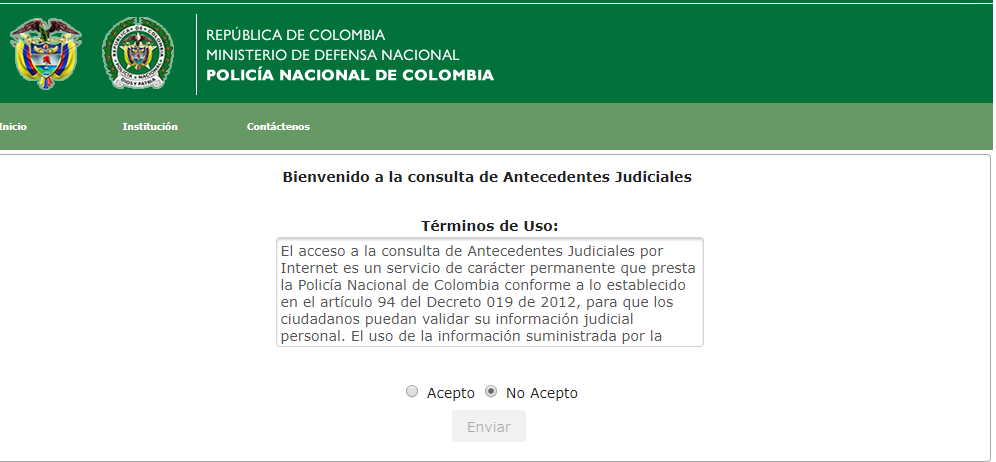 REPÚBLICA DE COLOMBIA
MINISTERIO DE DEFENSA NACIONAL
POLICÍA NACIONAL DE COLOMBIA
DIOS Y PATRIA
Inicio
Institución
Contáctenos
Bienvenido a la consulta de Antecedentes Judiciales
Términos de Uso:
El acceso a la consulta de Antecedentes Judiciales por
Internet es un servicio de carácter permanente que presta
la Policía Nacional de Colombia conforme a lo establecido
en el artículo 94 del Decreto 019 de 2012, para que los
ciudadanos puedan validar su información judicial
personal. El uso de la información suministrada por la
Acepto
No Acepto
Enviar